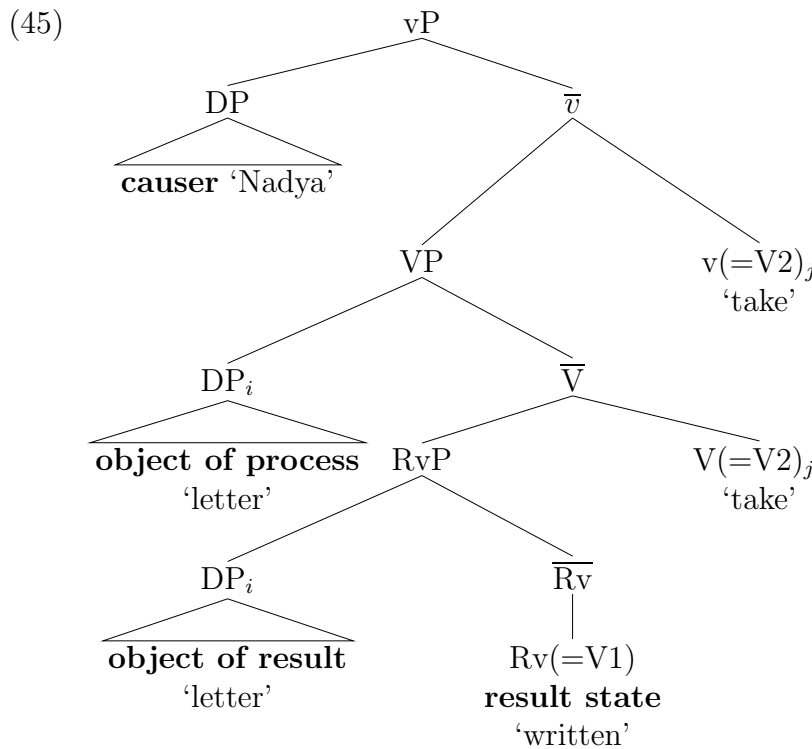 (45)
vP
DP
v̅
causer ‘Nadya’
VP
v(=V2)ⱼ
‘take’
DPᵢ
V̅
object of process
‘letter’
RvP
V(=V2)ⱼ
‘take’
DPᵢ
R̅v̅
object of result
‘letter’
Rv(=V1)
result state
‘written’